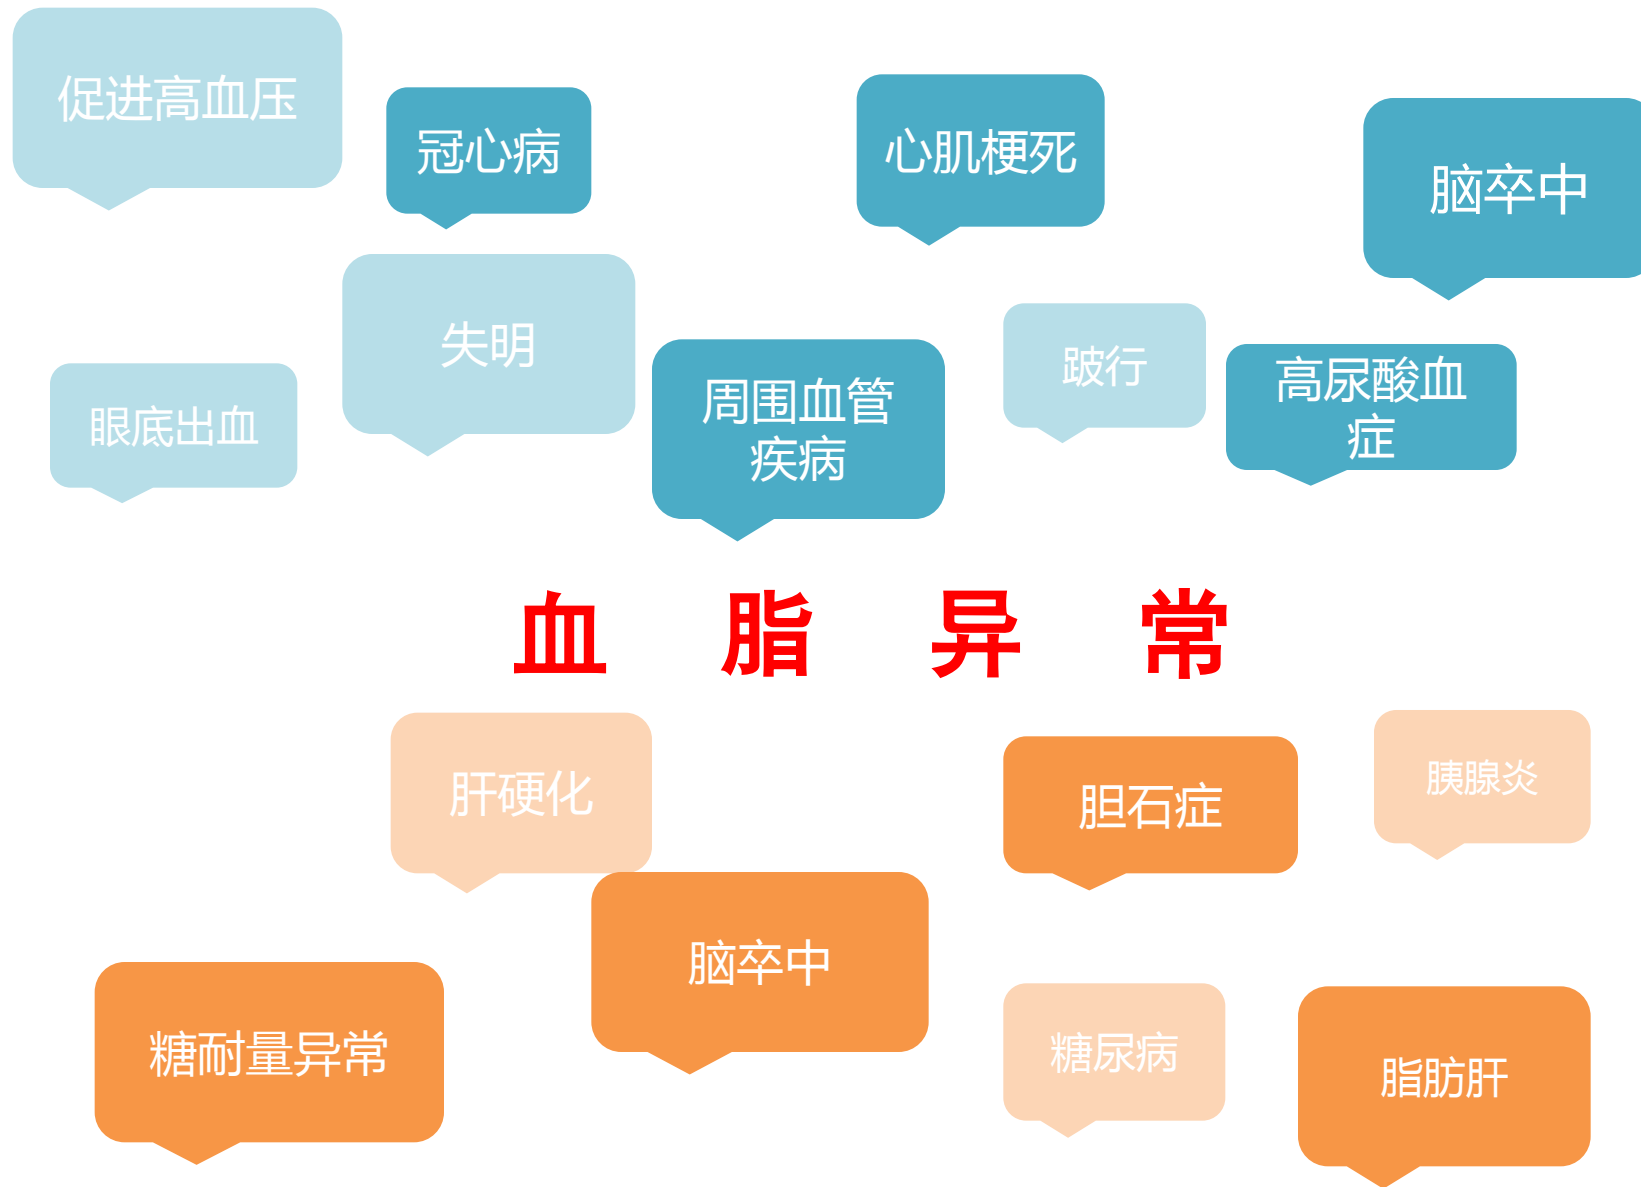 促进高血压
冠心病
心肌梗死
脑卒中
失明
眼底出血
周围血管
疾病
跛行
高尿酸血
症
血 脂 异 常
肝硬化
胆石症
胰腺炎
脑卒中
糖耐量异常
糖尿病
脂肪肝